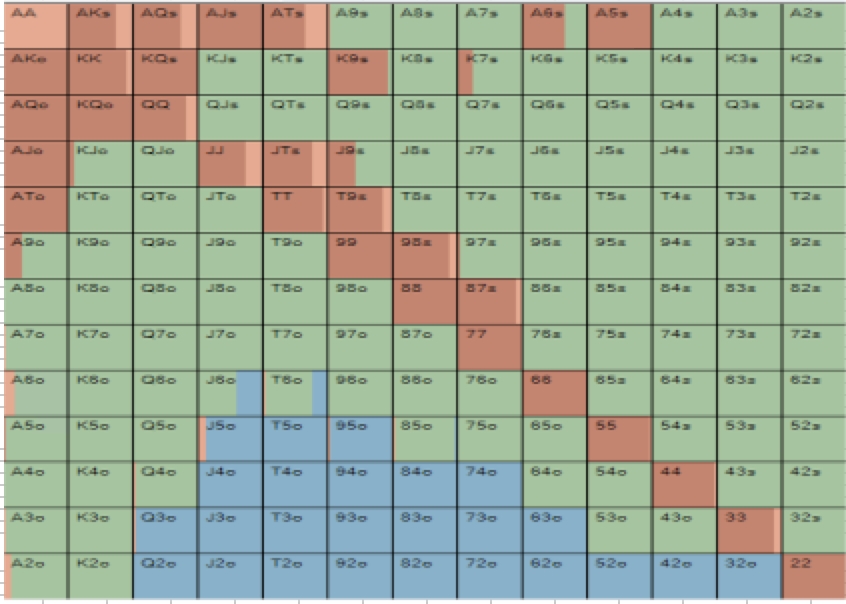 AA AKs AQs AJs ATs A9s A8s A7s A6s A5s A4s A3s A2s
AKo KK KQs KJs KTs K9s K8s K7s K6s K5s K4s K3s K2s
AQo KQo QQ QJs QTs Q9s Q8s Q7s Q6s Q5s Q4s Q3s Q2s
AJo KJo QJo JJ JTs J9s J8s J7s J6s J5s J4s J3s J2s
ATo KTo QTo JTo TT T9s T8s T7s T6s T5s T4s T3s T2s
A9o K9o Q9o J9o T9o 99 98s 97s 96s 95s 94s 93s 92s
A8o K8o Q8o J8o T8o 98o 88 87s 86s 85s 84s 83s 82s
A7o K7o Q7o J7o T7o 97o 87o 77 76s 75s 74s 73s 72s
A6o K6o Q6o J6o T6o 96o 86o 76o 66 65s 64s 63s 62s
A5o K5o Q5o J5o T5o 95o 85o 75o 65o 55 54s 53s 52s
A4o K4o Q4o J4o T4o 94o 84o 74o 64o 54o 44 43s 42s
A3o K3o Q3o J3o T3o 93o 83o 73o 63o 53o 43o 33 32s
A2o K2o Q2o J2o T2o 92o 82o 72o 62o 52o 42o 32o 22